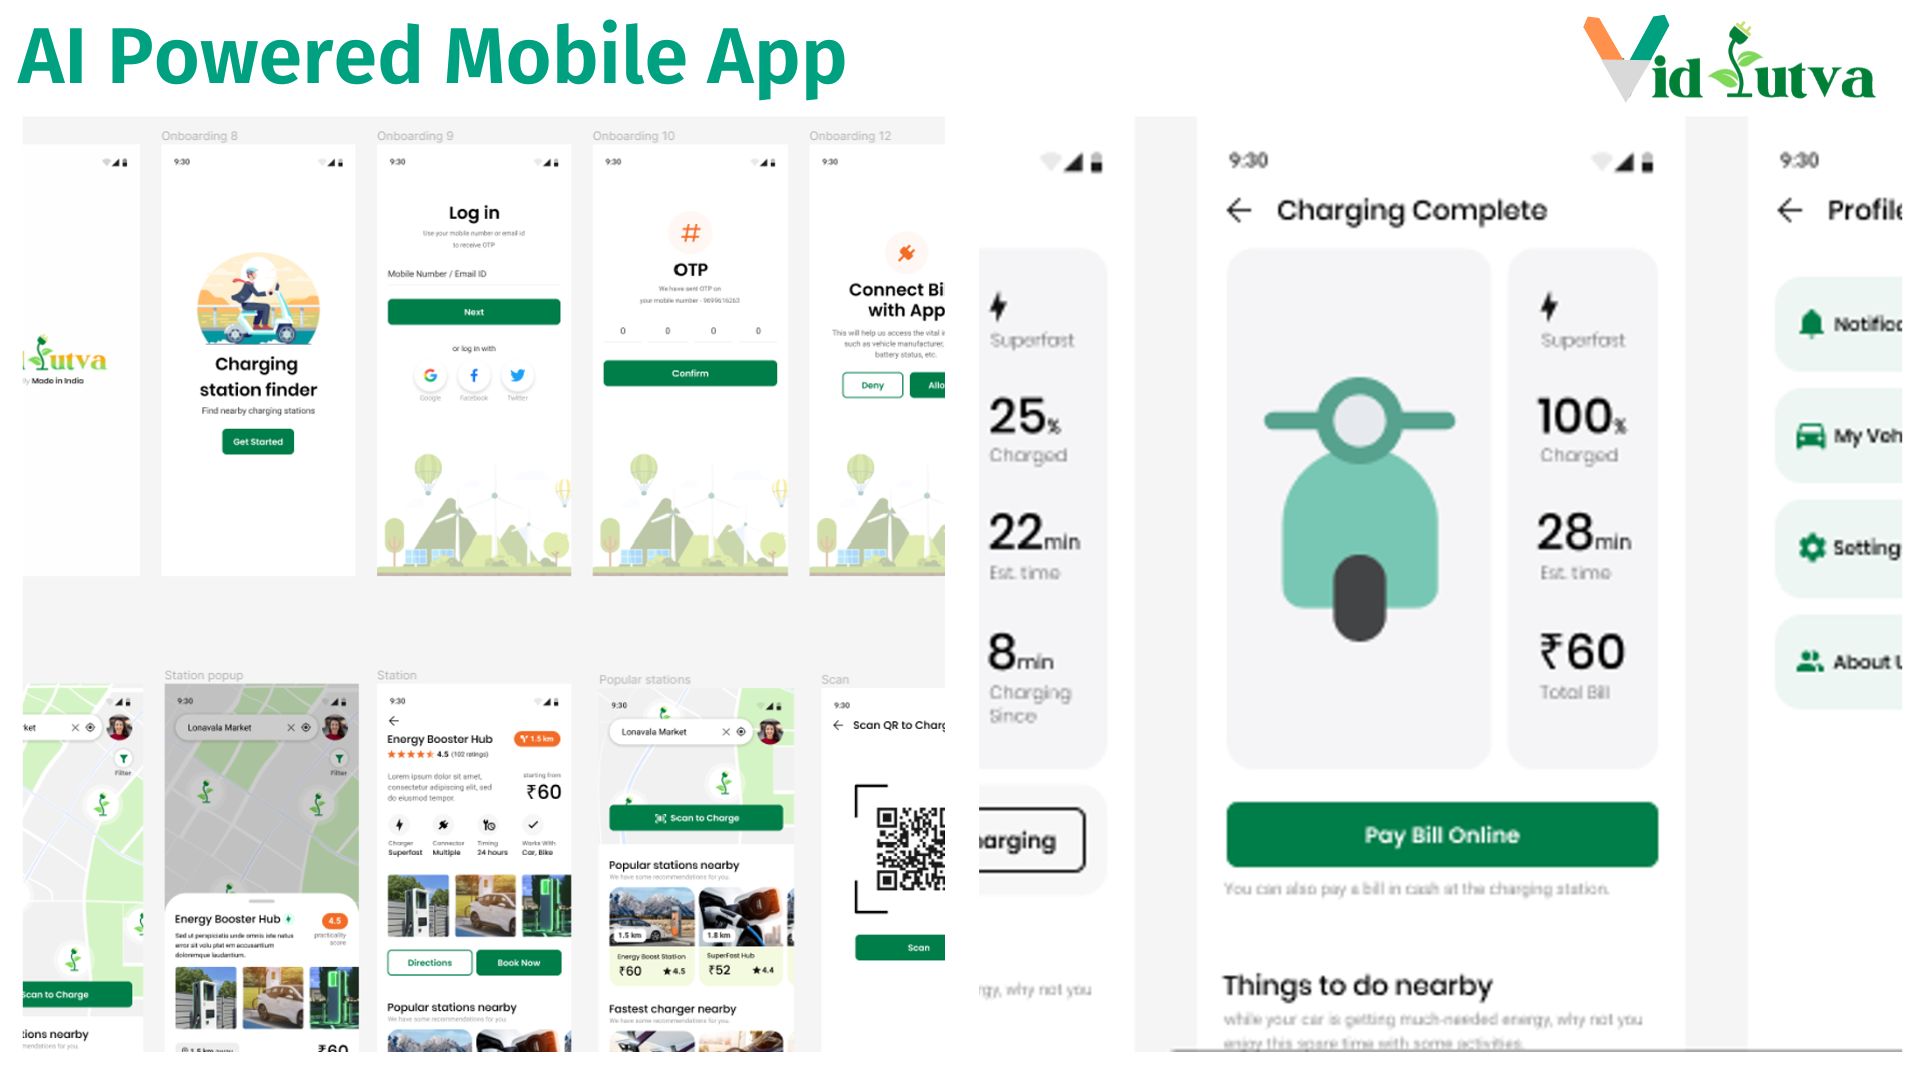 AI Powered Mobile App
Vidyutva
utva
Made in India
Onboarding 8
9:30
Charging
station finder
Find nearby charging stations
Get Started
Onboarding 9
9:30
Log in
Use your mobile number or email id
to receive OTP
Mobile Number / Email ID
Next
or log in with
Google
Facebook
Twitter
Onboarding 10
9:30
#
OTP
We have sent OTP on
your mobile number - 9699616263
0 0 0 0
Confirm
Onboarding 12
9:30
Connect Bi
with App
This will help us access the vital i
such as vehicle manufacturer,
battery status, etc.
Deny
Allo
ket
Filter
Scan to Charge
tions nearby
mendations for you.
Station popup
9:30
Lonavala Market
Filter
Energy Booster Hub
4.5
practicality
score
Sed ut perspiciatis unde omnis iste natus
error sit volu ptat em accusantium
doloremque laudantium.
1.5 km away
₹60
Station
9:30
Energy Booster Hub
1.5 km
4.5 (102 ratings)
Lorem ipsum dolor sit amet,
consectetur adipiscing elit, sed
do eiusmod tempor.
starting from
₹60
Charger
Superfast
Connector
Multiple
Timing
24 hours
Works With
Car, Bike
Directions
Book Now
Popular stations nearby
We have some recommendations for you.
Popular stations
9:30
Lonavala Market
Scan to Charge
Popular stations nearby
We have some recommendations for you.
1.5 km
Energy Boost Station
₹60
4.5
1.8 km
SuperFast Hub
₹52
4.4
Fastest charger nearby
We have some recommendations for you.
Scan
9:30
Scan QR to Charg
Scan
Superfast
25%
Charged
22min
Est. time
8min
Charging
Since
arging
rgy, why not you
9:30
Charging Complete
Superfast
100%
Charged
28min
Est. time
₹60
Total Bill
Pay Bill Online
You can also pay a bill in cash at the charging station.
Things to do nearby
while your car is getting much-needed energy, why not you
enjoy this spare time with some activities.
9:30
Profile
Notific
My Veh
Setting
About U